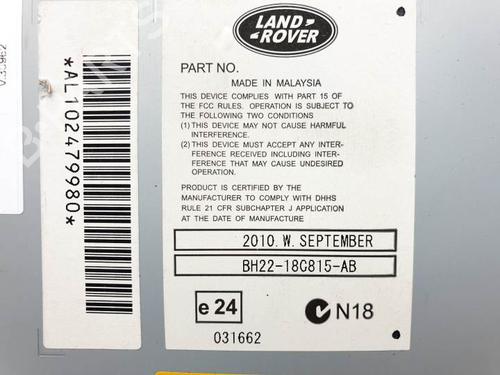 LAND
ROVER
PART NO.
MADE IN MALAYSIA
THIS DEVICE COMPLIES WITH PART 15 OF
THE FCC RULES. OPERATION IS SUBJECT TO
THE FOLLOWING TWO CONDITIONS
(1) THIS DEVICE MAY NOT CAUSE HARMFUL
INTERFERENCE.
(2) THIS DEVICE MUST ACCEPT ANY INTER-
FERENCE RECEIVED INCLUDING INTER-
FERENCE THAT MAY CAUSE UNDESIRED
OPERATION.
PRODUCT IS CERTIFIED BY THE
MANUFACTURER TO COMPLY WITH DHHS
RULE 21 CFR SUBCHAPTER J APPLICATION
AT THE DATE OF MANUFACTURE
2010. W. SEPTEMBER
BH22-18C815-AB
e 24
N18
031662
*AL102479980*
V.30962